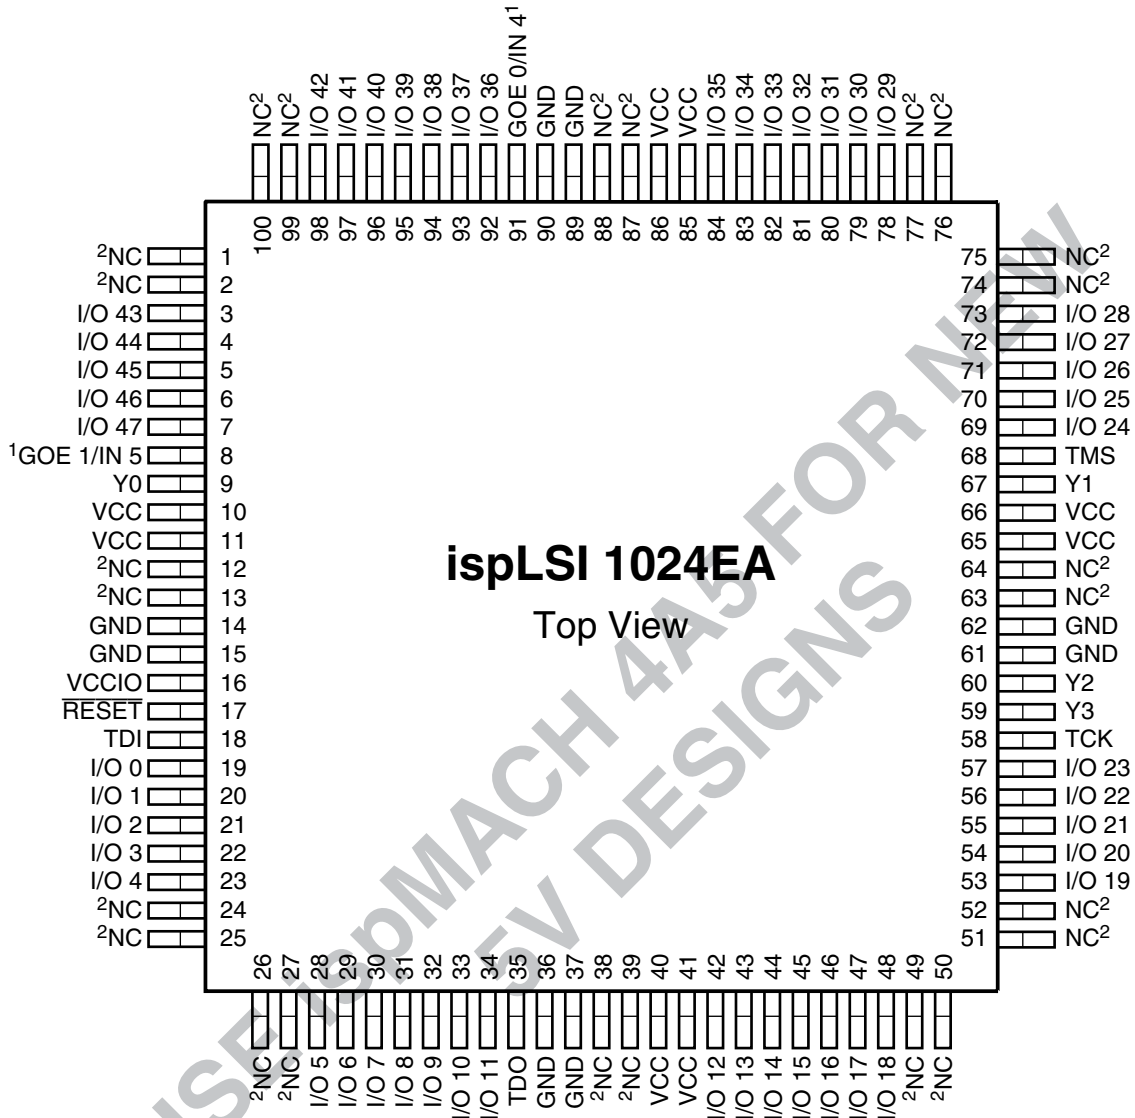 NC²
NC²
I/O 42
I/O 41
I/O 40
I/O 39
I/O 38
I/O 37
I/O 36
GOE 0/IN 4¹
GND
GND
NC²
NC²
VCC
VCC
I/O 35
I/O 34
I/O 33
I/O 32
I/O 31
I/O 30
I/O 29
NC²
NC²
100
99
98
97
96
95
94
93
92
91
90
89
88
87
86
85
84
83
82
81
80
79
78
77
76
²NC 1
²NC 2
I/O 43 3
I/O 44 4
I/O 45 5
I/O 46 6
I/O 47 7
¹GOE 1/IN 5 8
Y0 9
VCC 10
VCC 11
²NC 12
²NC 13
GND 14
GND 15
VCCIO 16
RESET 17
TDI 18
I/O 0 19
I/O 1 20
I/O 2 21
I/O 3 22
I/O 4 23
²NC 24
²NC 25
ispLSI 1024EA
Top View
75 NC²
74 NC²
73 I/O 28
72 I/O 27
71 I/O 26
70 I/O 25
69 I/O 24
68 TMS
67 Y1
66 VCC
65 VCC
64 NC²
63 NC²
62 GND
61 GND
60 Y2
59 Y3
58 TCK
57 I/O 23
56 I/O 22
55 I/O 21
54 I/O 20
53 I/O 19
52 NC²
51 NC²
26
27
28
29
30
31
32
33
34
35
36
37
38
39
40
41
42
43
44
45
46
47
48
49
50
²NC
²NC
I/O 5
I/O 6
I/O 7
I/O 8
I/O 9
I/O 10
I/O 11
TDO
GND
GND
²NC
²NC
VCC
VCC
I/O 12
I/O 13
I/O 14
I/O 15
I/O 16
I/O 17
I/O 18
²NC
²NC
ispMACH 4A5 FOR NEW
5V DESIGNS